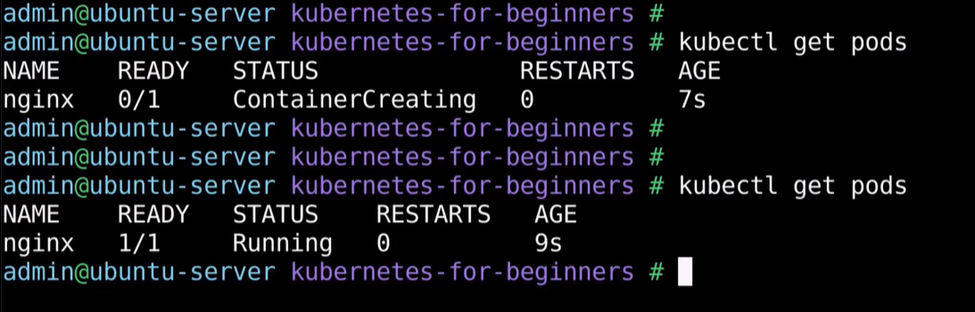 admin@ubuntu-server kubernetes-for-beginners #
admin@ubuntu-server kubernetes-for-beginners # kubectl get pods
NAME    READY   STATUS              RESTARTS   AGE
nginx   0/1     ContainerCreating   0          7s
admin@ubuntu-server kubernetes-for-beginners #
admin@ubuntu-server kubernetes-for-beginners #
admin@ubuntu-server kubernetes-for-beginners # kubectl get pods
NAME    READY   STATUS    RESTARTS   AGE
nginx   1/1     Running   0          9s
admin@ubuntu-server kubernetes-for-beginners #